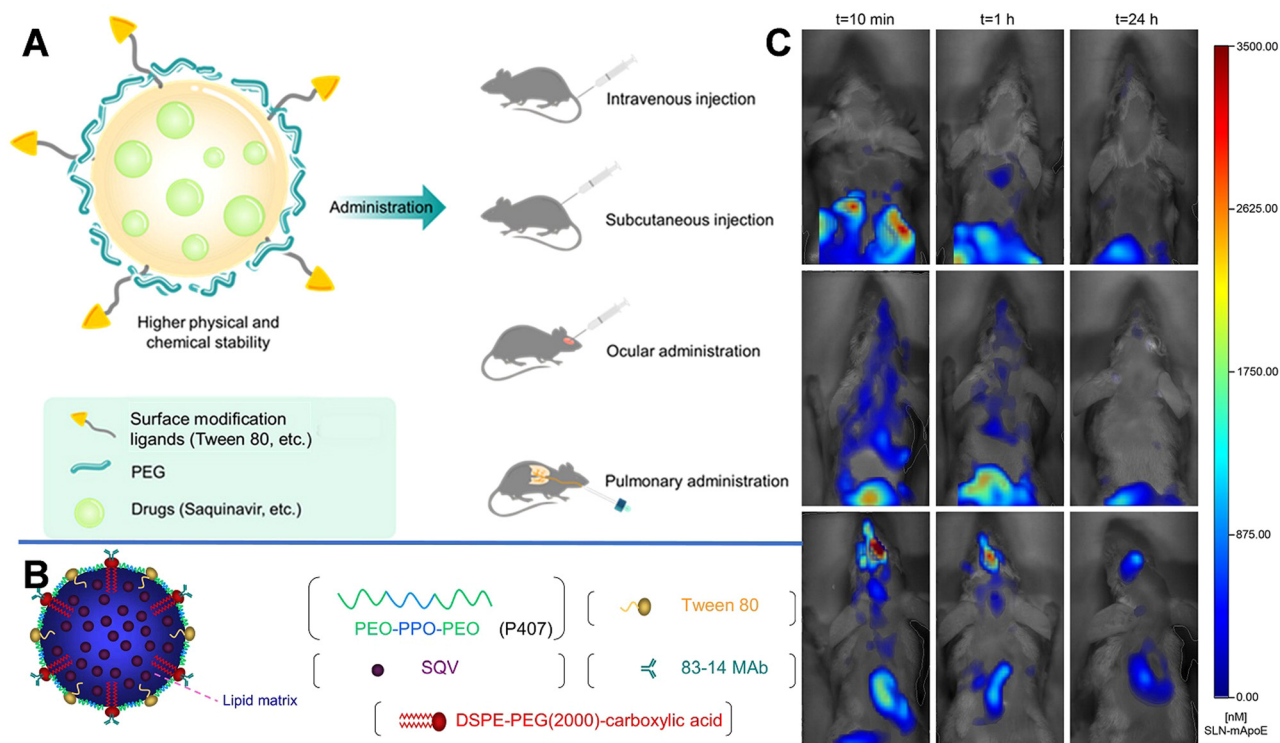 A
Higher physical and
chemical stability
Administration
Intravenous injection
Subcutaneous injection
Ocular administration
Pulmonary administration
Surface modification
ligands (Tween 80, etc.)
PEG
Drugs (Saquinavir, etc.)
B
Lipid matrix
PEO-PPO-PEO (P407)
Tween 80
SQV
83-14 MAb
DSPE-PEG(2000)-carboxylic acid
C
t=10 min t=1 h t=24 h
3500.00
2625.00
1750.00
875.00
0.00
[nM]
SLN-mApoE